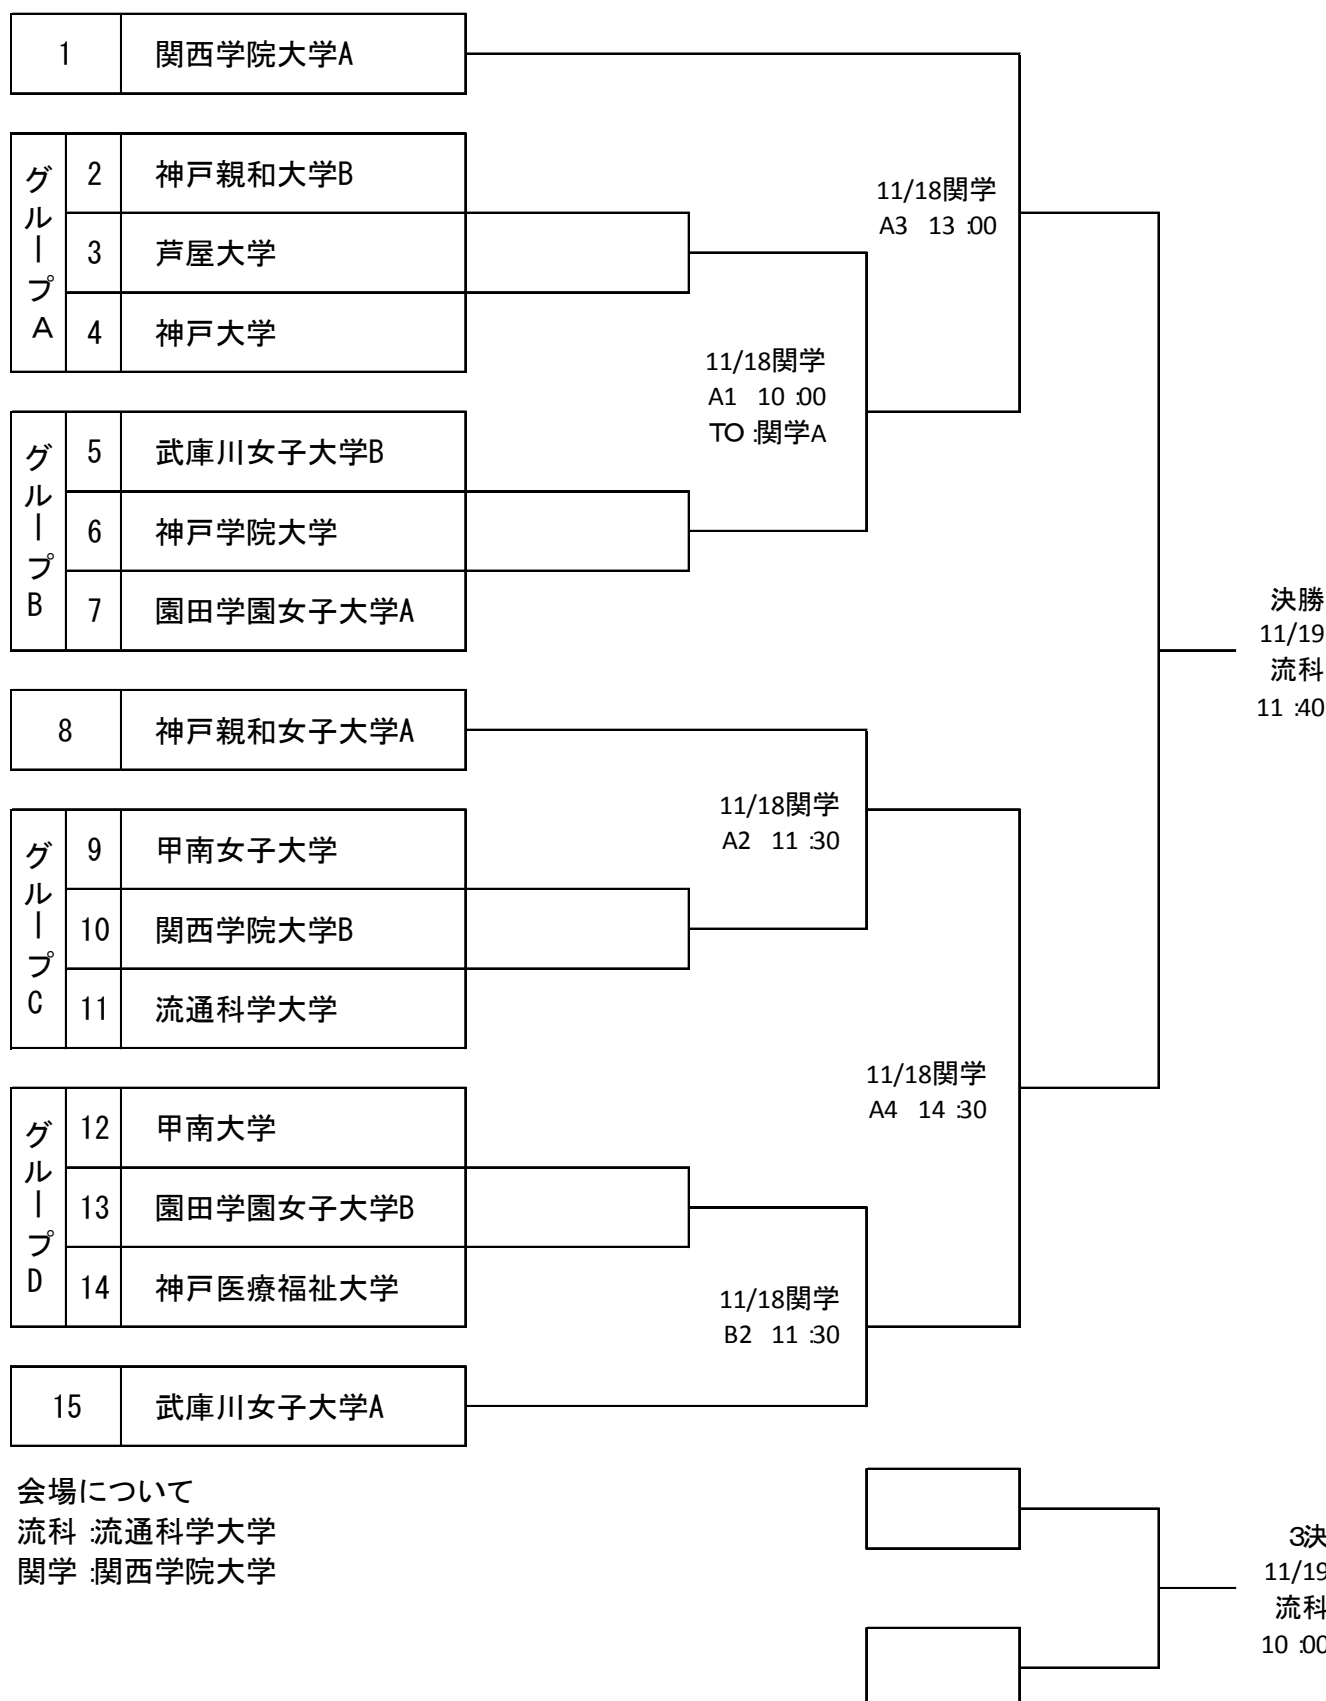 1 関西学院大学A
グループA
2 神戸親和大学B
3 芦屋大学
4 神戸大学
11/18関学
A3 13:00
11/18関学
A1 10:00
TO:関学A
グループB
5 武庫川女子大学B
6 神戸学院大学
7 園田学園女子大学A
決勝
11/19
流科
11:40
8 神戸親和女子大学A
11/18関学
A2 11:30
グループC
9 甲南女子大学
10 関西学院大学B
11 流通科学大学
11/18関学
A4 14:30
グループD
12 甲南大学
13 園田学園女子大学B
14 神戸医療福祉大学
11/18関学
B2 11:30
15 武庫川女子大学A
会場について
流科:流通科学大学
関学:関西学院大学
3決
11/19
流科
10:00